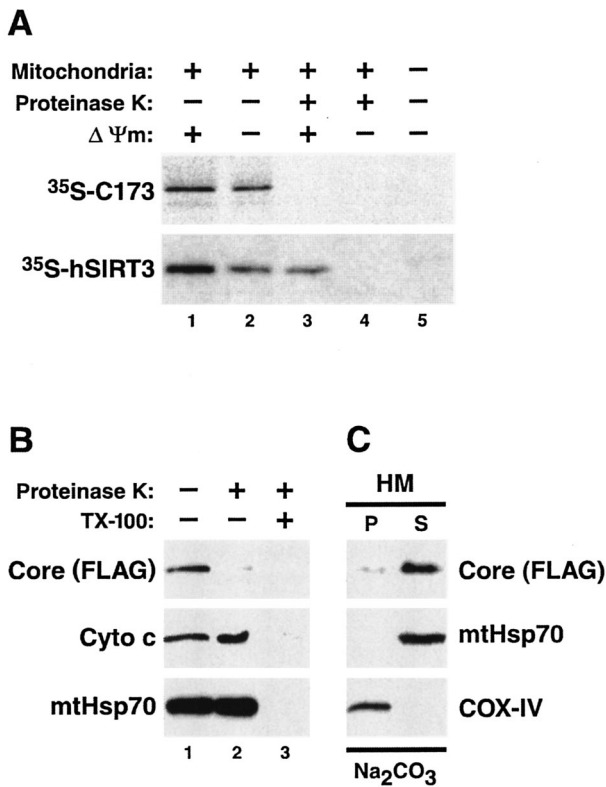 A
Mitochondria: + + + + −
Proteinase K: − − + + −
Δ Ψm: + − + − −
³⁵S-C173
³⁵S-hSIRT3
1 2 3 4 5
B
Proteinase K: − + +
TX-100: − − +
Core (FLAG)
Cyto c
mtHsp70
1 2 3
C
HM
P S
Core (FLAG)
mtHsp70
COX-IV
Na₂CO₃